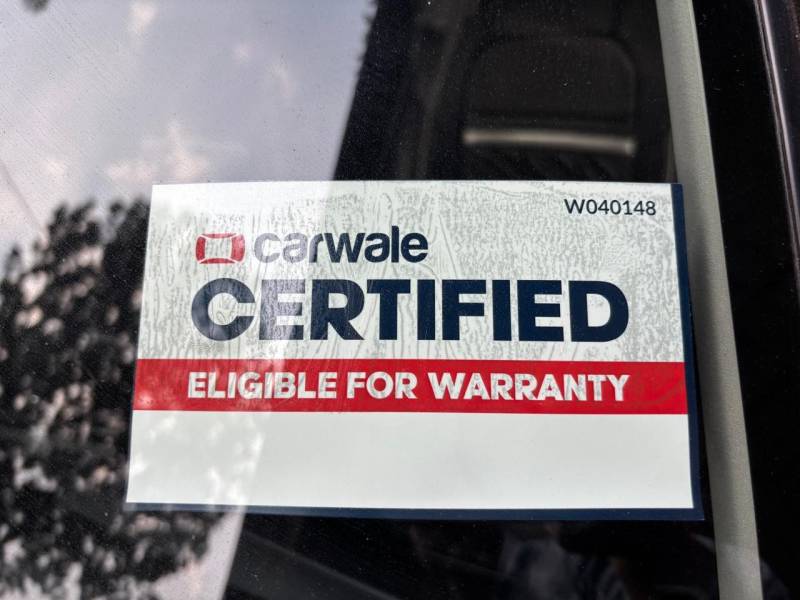 W040148
carwale
CERTIFIED
ELIGIBLE FOR WARRANTY